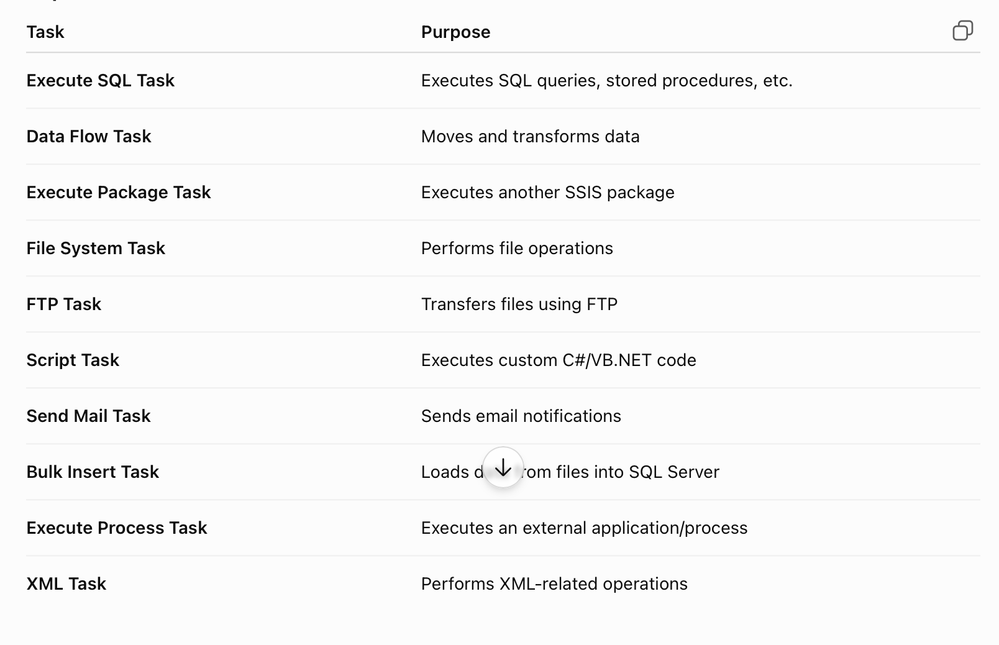 Task Purpose
Execute SQL Task Executes SQL queries, stored procedures, etc.
Data Flow Task Moves and transforms data
Execute Package Task Executes another SSIS package
File System Task Performs file operations
FTP Task Transfers files using FTP
Script Task Executes custom C#/VB.NET code
Send Mail Task Sends email notifications
Bulk Insert Task Loads from files into SQL Server
Execute Process Task Executes an external application/process
XML Task Performs XML-related operations